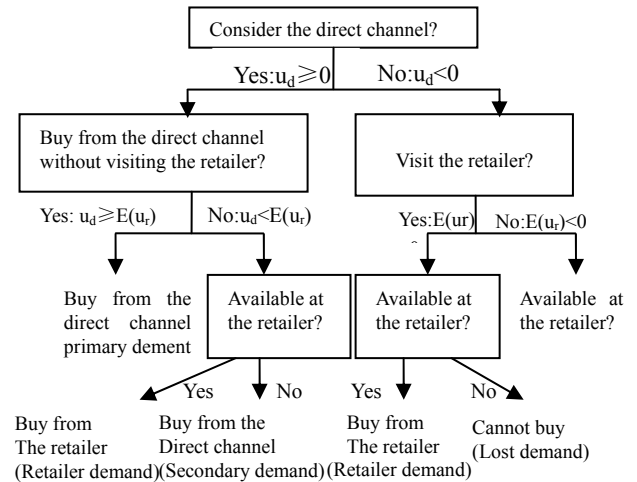 Consider the direct channel?
Yes:u_d≥0 No:u_d<0
Buy from the direct channel
without visiting the retailer?
Visit the retailer?
Yes: u_d≥E(u_r) No:u_d<E(u_r)
Yes:E(ur) No:E(u_r)<0
Buy from the
direct channel
primary dement
Available at
the retailer?
Available at
the retailer?
Available at
the retailer?
Yes No
Yes No
Buy from
The retailer
(Retailer demand)
Buy from the
Direct channel
(Secondary demand)
Buy from
The retailer
(Retailer demand)
Cannot buy
(Lost demand)